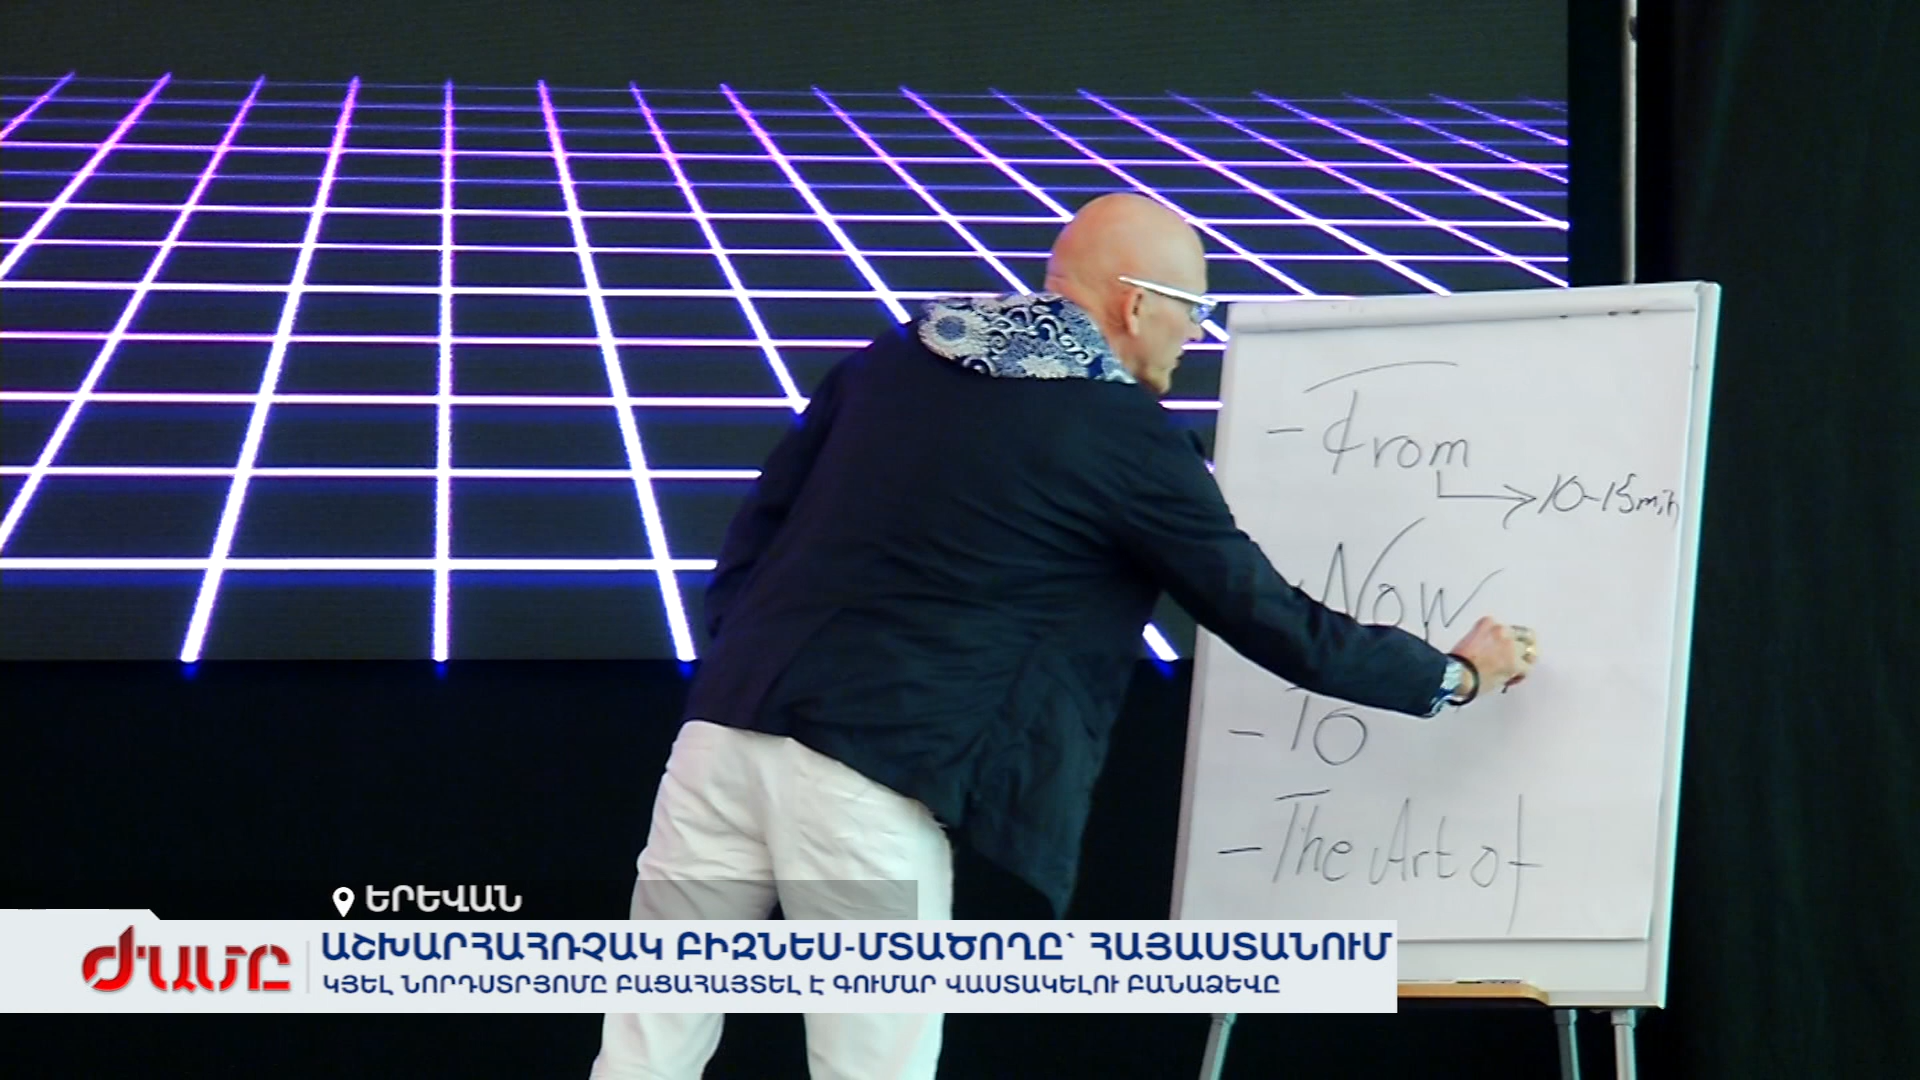 - From
10-15min
Now
- To
- The Art of
ԵՐԵՎԱՆ
ԺԱՄԸ
ԱՇԽԱՐՀԱՀՌՉԱԿ ԲԻԶՆԵՍ-ՄՏԱԾՈՂԸ՝ ՀԱՅԱՍՏԱՆՈՒՄ
ԿՅԵԼ ՆՈՐԴՍՏՐՅՈՄԸ ԲԱՑԱՀԱՅՏԵԼ Է ԳՈՒՄԱՐ ՎԱՍՏԱԿԵԼՈՒ ԲԱՆԱՁԵՎԸ